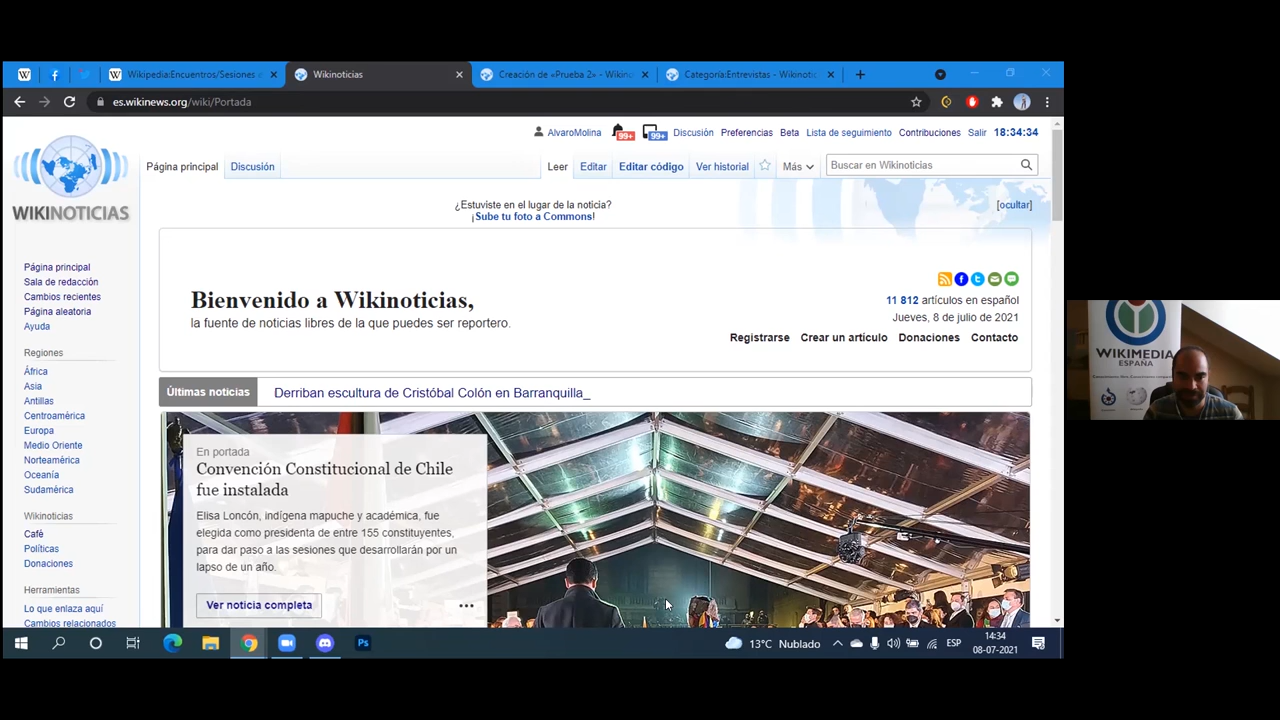 Wikipedia:Encuentros/Sesiones e
Wikinoticias
Creación de «Prueba 2» - Wikino
Categoría:Entrevistas - Wikinoti
es.wikinews.org/wiki/Portada
AlvaroMolina 99+ 99+ Discusión Preferencias Beta Lista de seguimiento Contribuciones Salir 18:34:34
Página principal Discusión Leer Editar Editar código Ver historial Más Buscar en Wikinoticias
WIKINOTICIAS
¿Estuviste en el lugar de la noticia? [ocultar]
¡Sube tu foto a Commons!
Página principal
Sala de redacción
Cambios recientes
Página aleatoria
Ayuda
Regiones
África
Asia
Antillas
Centroamérica
Europa
Medio Oriente
Norteamérica
Oceanía
Sudamérica
Wikinoticias
Café
Políticas
Donaciones
Herramientas
Lo que enlaza aquí
Cambios relacionados
Bienvenido a Wikinoticias,
la fuente de noticias libres de la que puedes ser reportero.
11 812 artículos en español
Jueves, 8 de julio de 2021
Registrarse Crear un artículo Donaciones Contacto
Últimas noticias Derriban escultura de Cristóbal Colón en Barranquilla_
En portada
Convención Constitucional de Chile
fue instalada
Elisa Loncón, indígena mapuche y académica, fue
elegida como presidenta de entre 155 constituyentes,
para dar paso a las sesiones que desarrollarán por un
lapso de un año.
Ver noticia completa
WIKIMEDIA
ESPAÑA
Ps
13°C Nublado ESP 14:34
08-07-2021